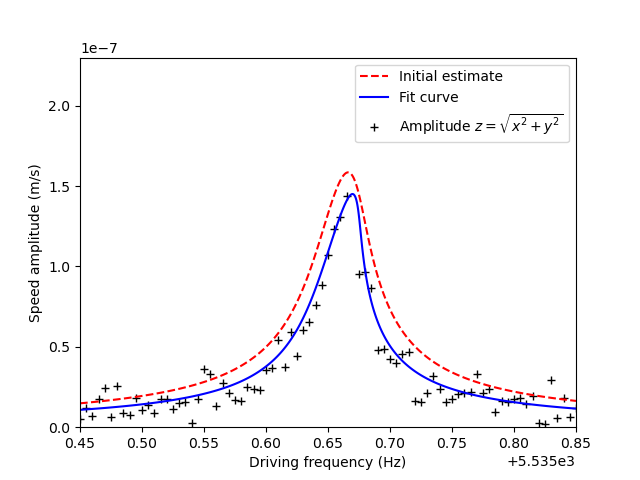 1e−7
Initial estimate
Fit curve
Amplitude z = √x² + y²
2.0
1.5
1.0
0.5
0.0
Speed amplitude (m/s)
0.45 0.50 0.55 0.60 0.65 0.70 0.75 0.80 0.85
Driving frequency (Hz)
+5.535e3